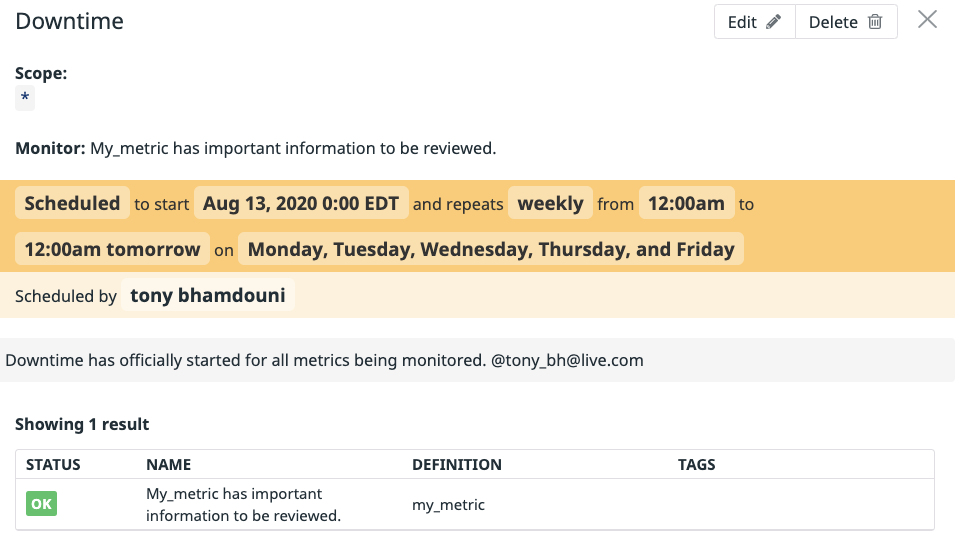 Downtime
Edit
Delete
Scope:
*
Monitor: My_metric has important information to be reviewed.
Scheduled to start Aug 13, 2020 0:00 EDT and repeats weekly from 12:00am to
12:00am tomorrow on Monday, Tuesday, Wednesday, Thursday, and Friday
Scheduled by tony bhamdouni
Downtime has officially started for all metrics being monitored. @tony_bh@live.com
Showing 1 result
STATUS NAME DEFINITION TAGS
OK My_metric has important my_metric
information to be reviewed.